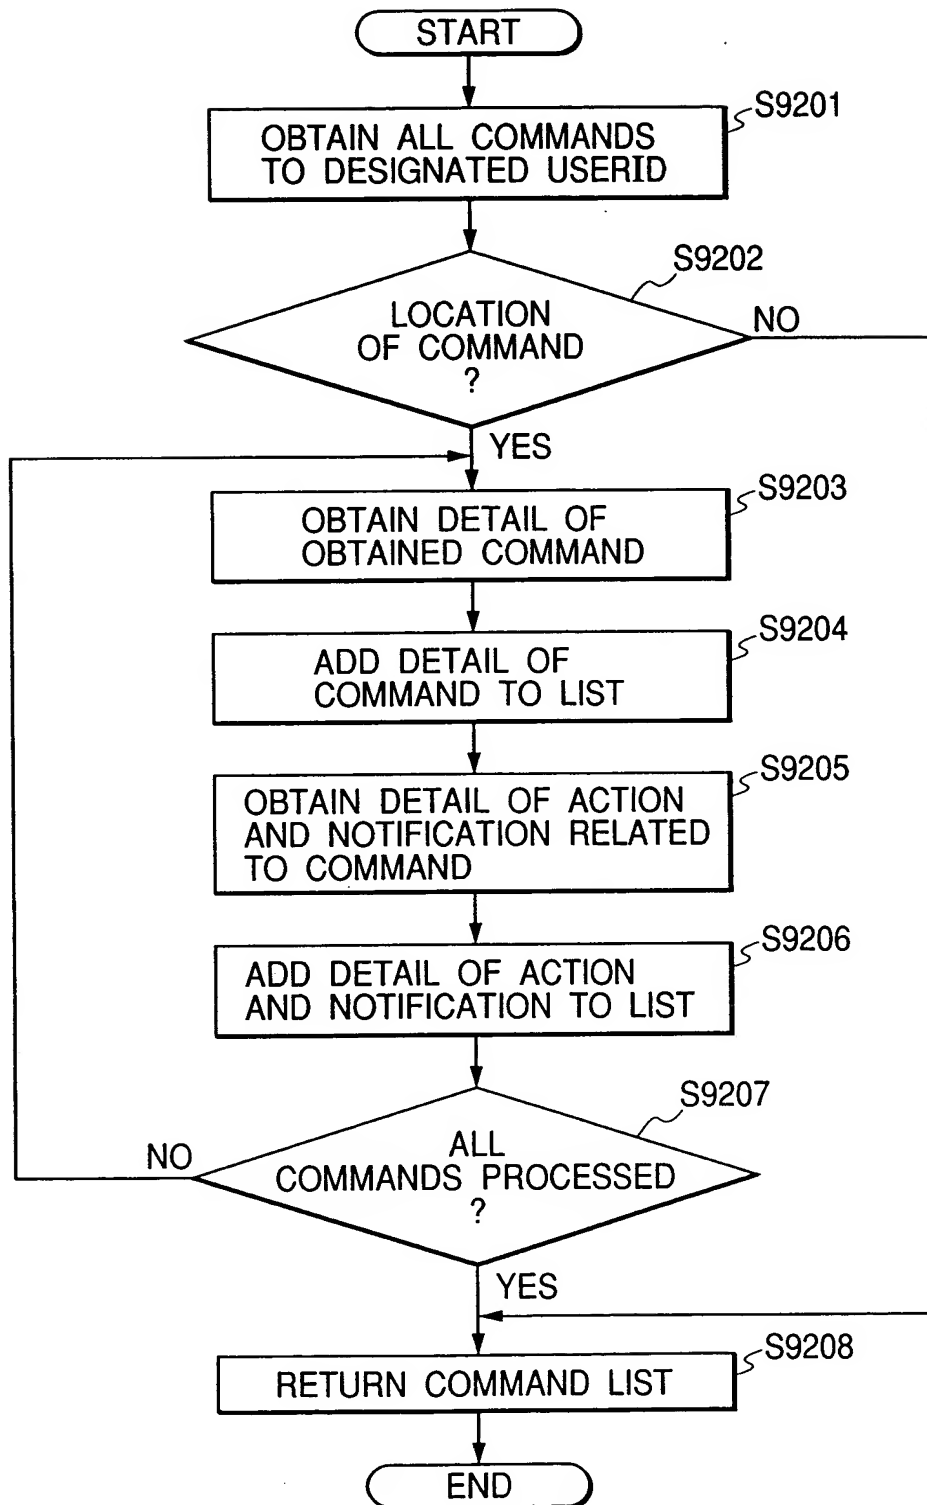 START
S9201
OBTAIN ALL COMMANDS
TO DESIGNATED USERID
S9202
LOCATION
OF COMMAND
?
NO
YES
S9203
OBTAIN DETAIL OF
OBTAINED COMMAND
S9204
ADD DETAIL OF
COMMAND TO LIST
S9205
OBTAIN DETAIL OF ACTION
AND NOTIFICATION RELATED
TO COMMAND
S9206
ADD DETAIL OF ACTION
AND NOTIFICATION TO LIST
S9207
ALL
COMMANDS PROCESSED
?
NO
YES
S9208
RETURN COMMAND LIST
END